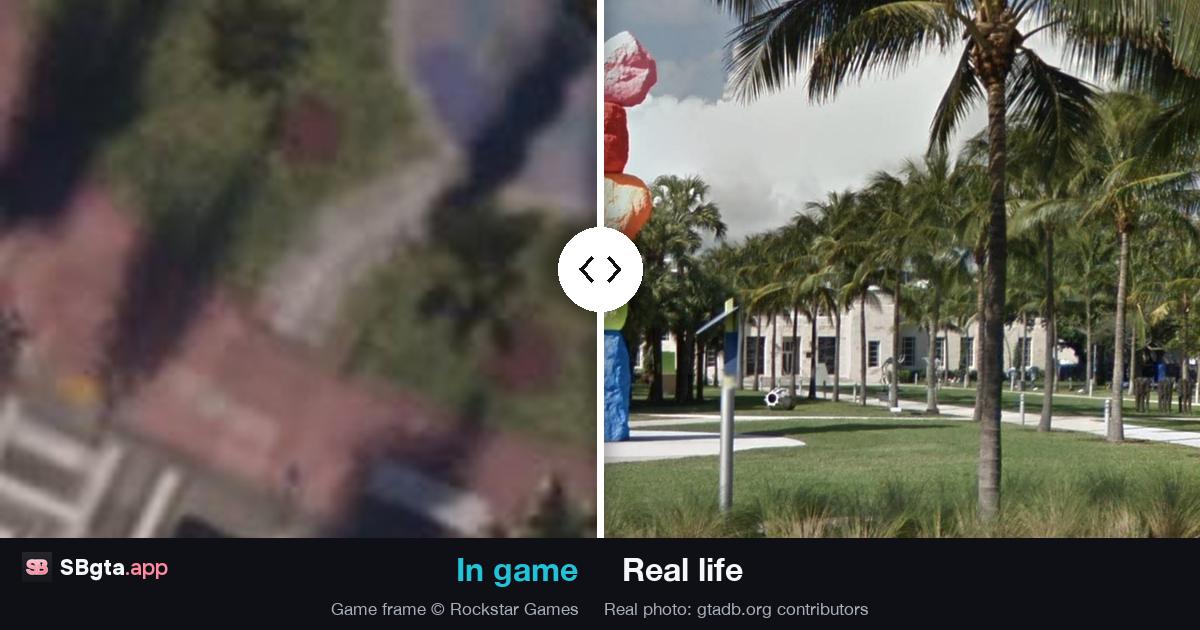 SB SBgta.app
In game Real life
Game frame © Rockstar Games Real photo: gtadb.org contributors